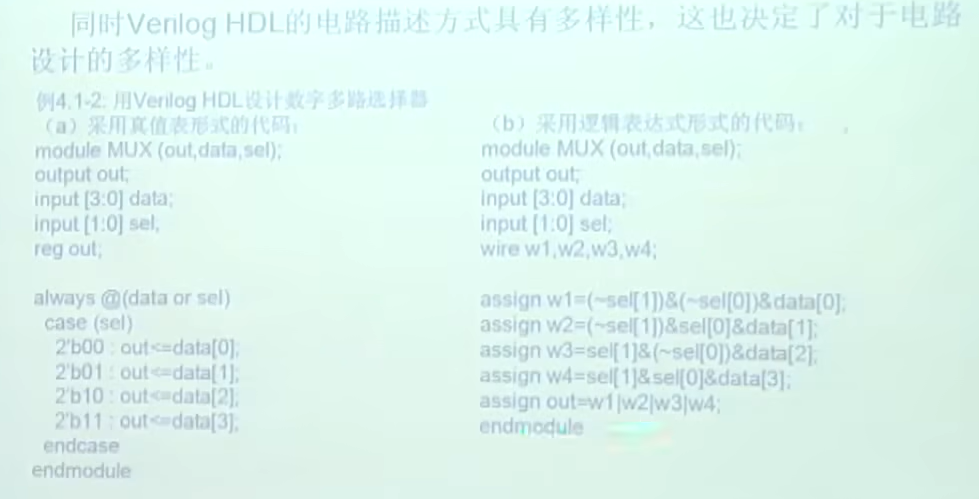 同时Verilog HDL的电路描述方式具有多样性，这也决定了对于电路
设计的多样性。
例4.1-2: 用Verilog HDL设计数字多路选择器
（a）采用真值表形式的代码：
module MUX (out,data,sel);
output out;
input [3:0] data;
input [1:0] sel;
reg out;
always @(data or sel)
case (sel)
2'b00 : out<=data[0];
2'b01 : out<=data[1];
2'b10 : out<=data[2];
2'b11 : out<=data[3];
endcase
endmodule
（b）采用逻辑表达式形式的代码：
module MUX (out,data,sel);
output out;
input [3:0] data;
input [1:0] sel;
wire w1,w2,w3,w4;
assign w1=(~sel[1])&(~sel[0])&data[0];
assign w2=(~sel[1])&sel[0]&data[1];
assign w3=sel[1]&(~sel[0])&data[2];
assign w4=sel[1]&sel[0]&data[3];
assign out=w1|w2|w3|w4;
endmodule